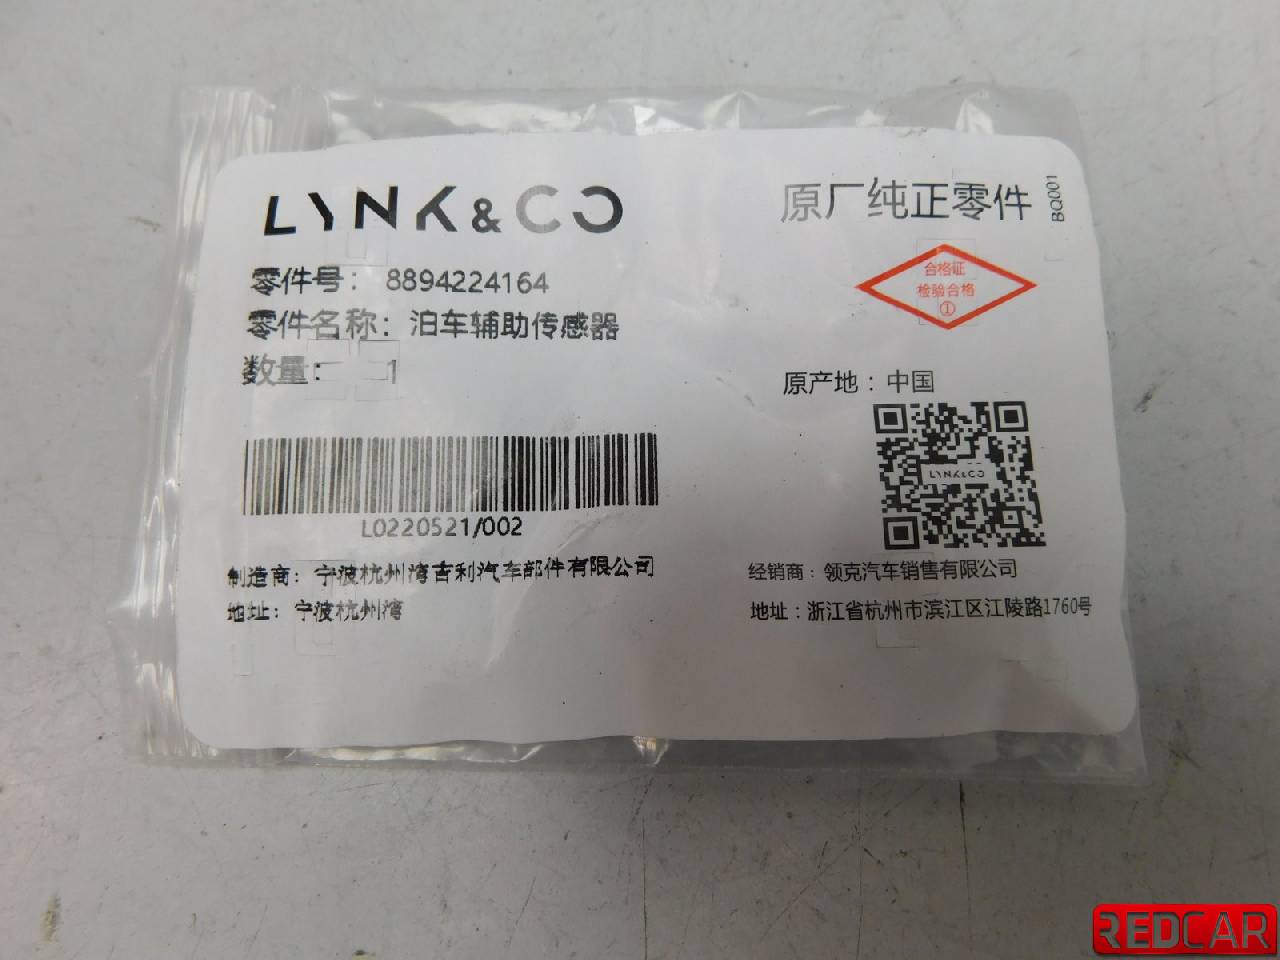 LYNK&CO
原厂纯正零件
BQ001
零件号： 8894224164
零件名称：泊车辅助传感器
数量： 1
合格证
检验合格
①
原产地：中国
LYNK&CO
L0220521/002
制造商：宁波杭州湾吉利汽车部件有限公司
地址：宁波杭州湾
经销商：领克汽车销售有限公司
地址：浙江省杭州市滨江区江陵路1760号
REDCAR